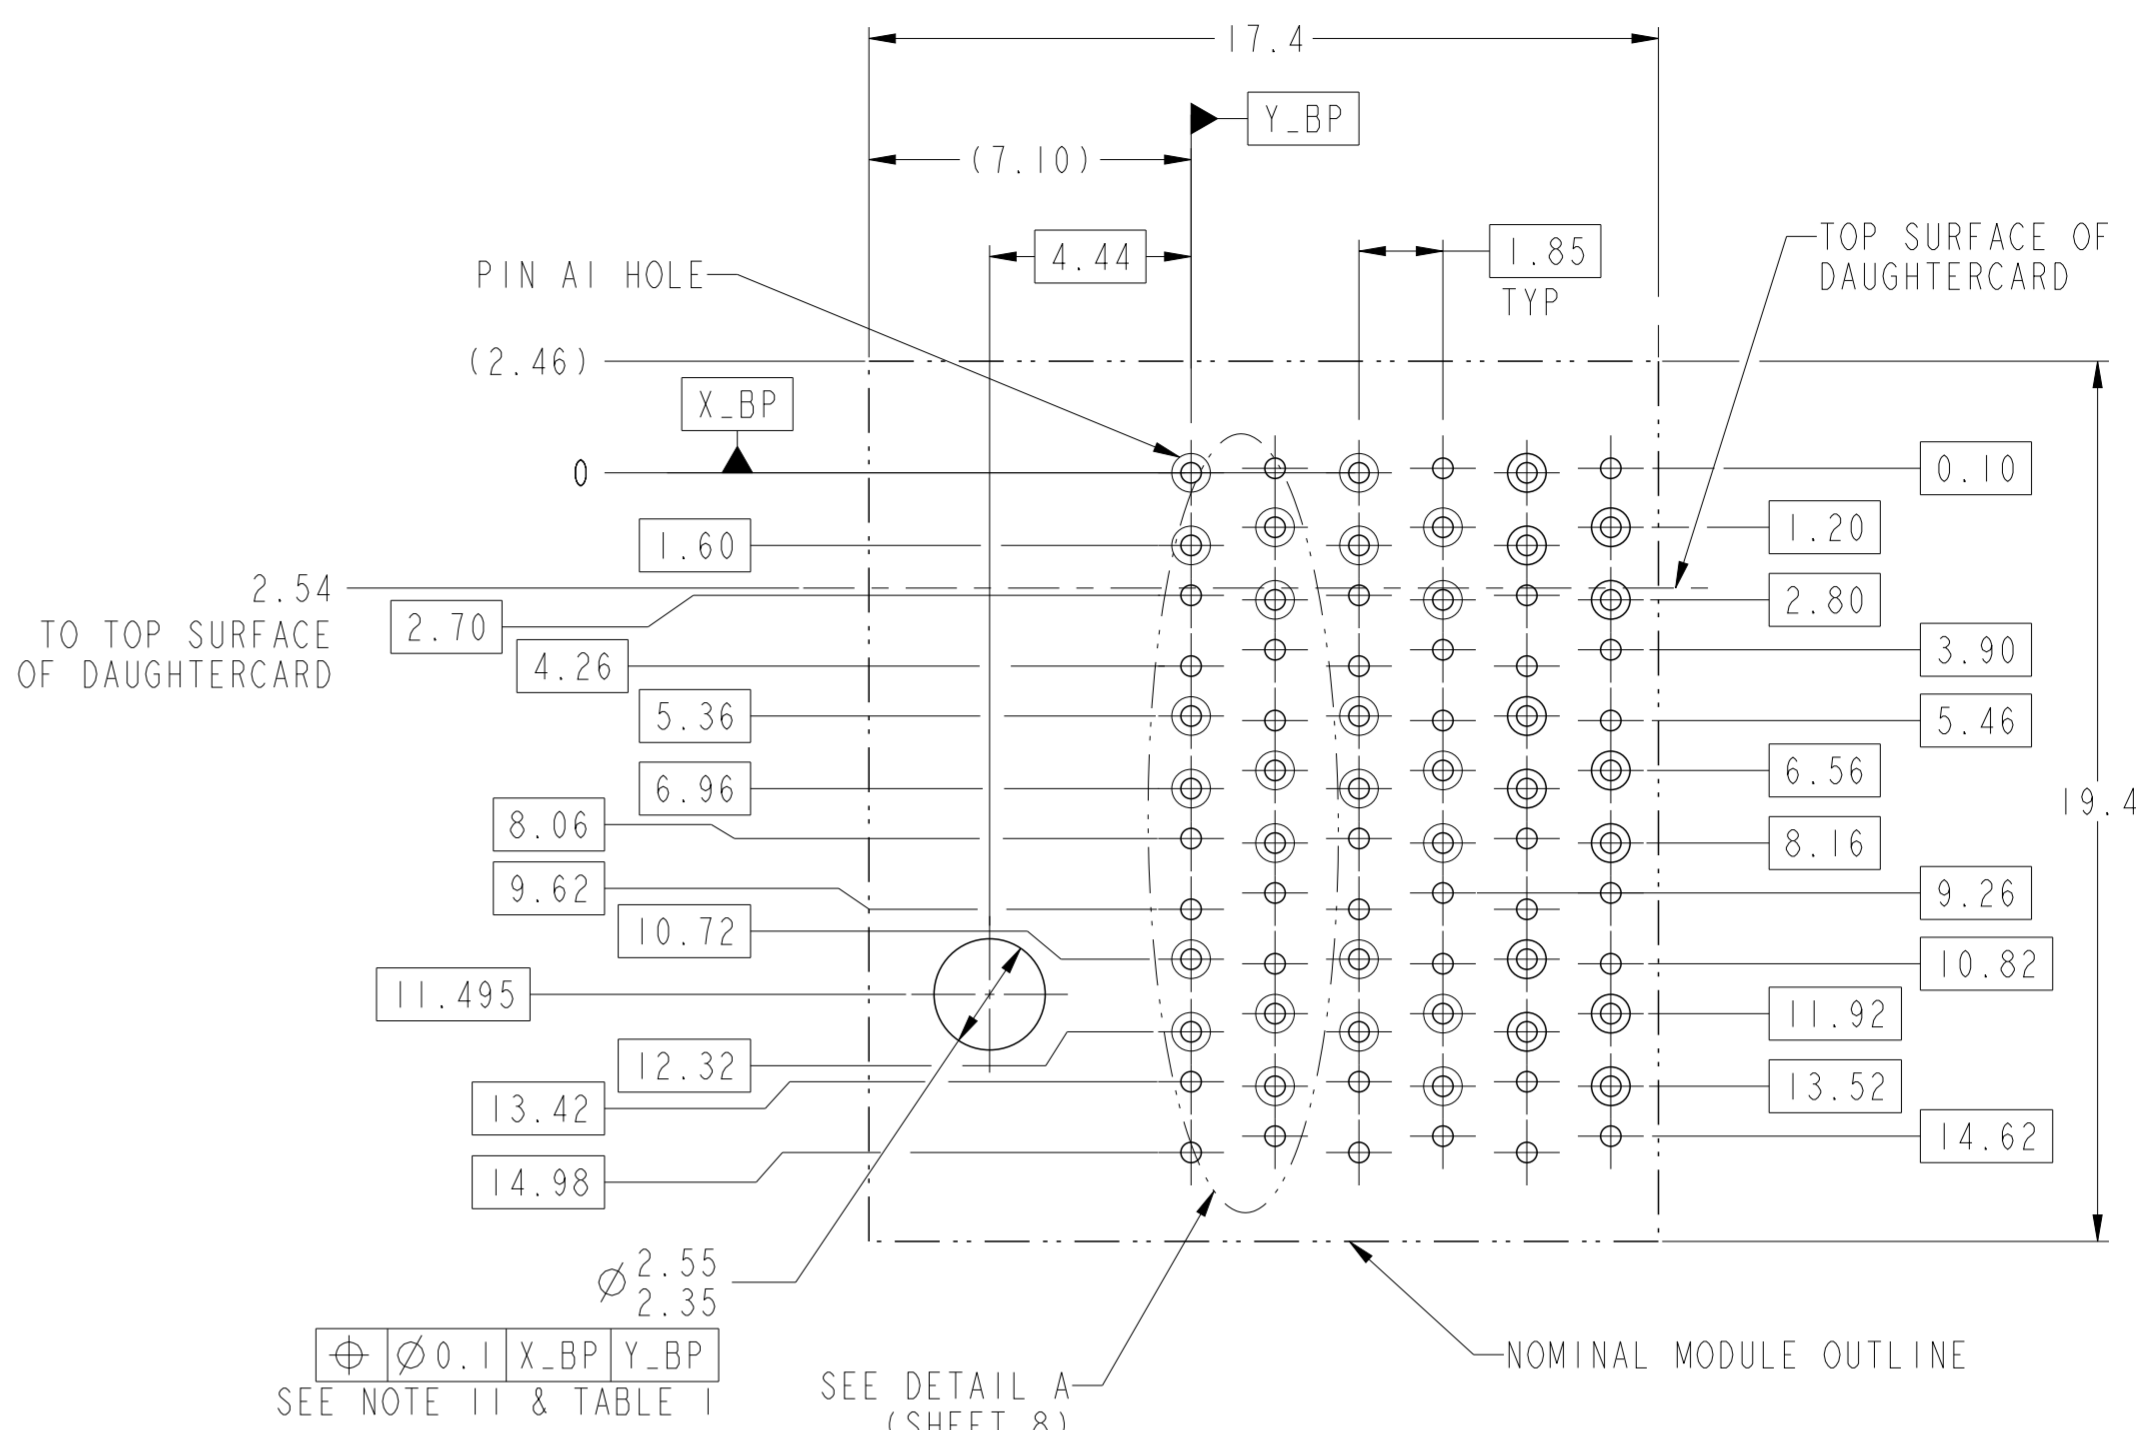 17.4
Y_BP
(7.10)
4.44
1.85
TYP
TOP SURFACE OF
DAUGHTERCARD
PIN A1 HOLE
(2.46)
X_BP
0
0.10
1.20
1.60
2.54
TO TOP SURFACE
OF DAUGHTERCARD
2.70
2.80
3.90
4.26
5.36
5.46
6.56
6.96
19.4
8.06
8.16
9.62
9.26
10.72
10.82
11.495
11.92
12.32
13.42
13.52
14.62
14.98
Ø 2.55
2.35
⌖ Ø0.1 X_BP Y_BP
SEE NOTE 11 & TABLE 1
SEE DETAIL A
(SHEET 8)
NOMINAL MODULE OUTLINE